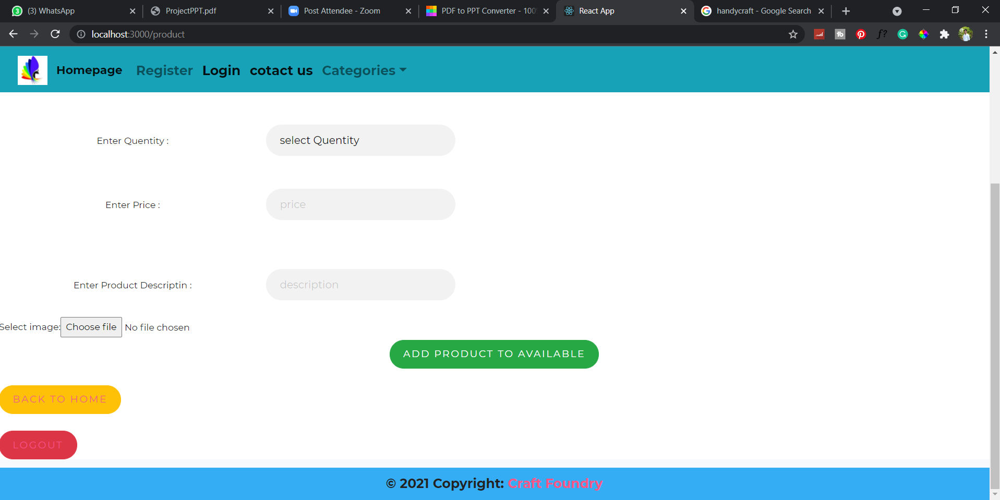 (3) WhatsApp
ProjectPPT.pdf
Post Attendee - Zoom
PDF to PPT Converter - 100
React App
handycraft - Google Search
localhost:3000/product
Homepage Register Login cotact us Categories
Enter Quentity : select Quentity
Enter Price : price
Enter Product Descriptin : description
Select image: Choose file No file chosen
ADD PRODUCT TO AVAILABLE
BACK TO HOME
LOGOUT
© 2021 Copyright: Craft Foundry